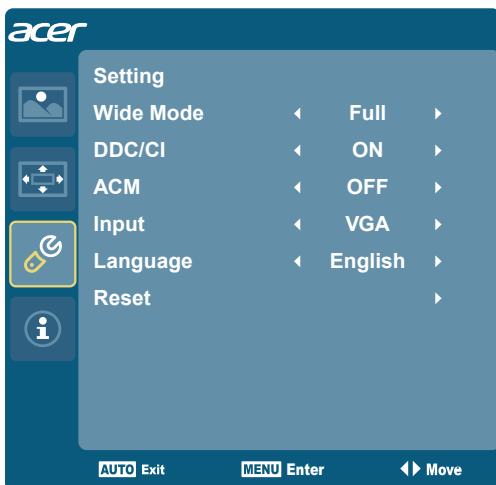 acer
Setting
Wide Mode Full
DDC/CI ON
ACM OFF
Input VGA
Language English
Reset
AUTO Exit MENU Enter Move